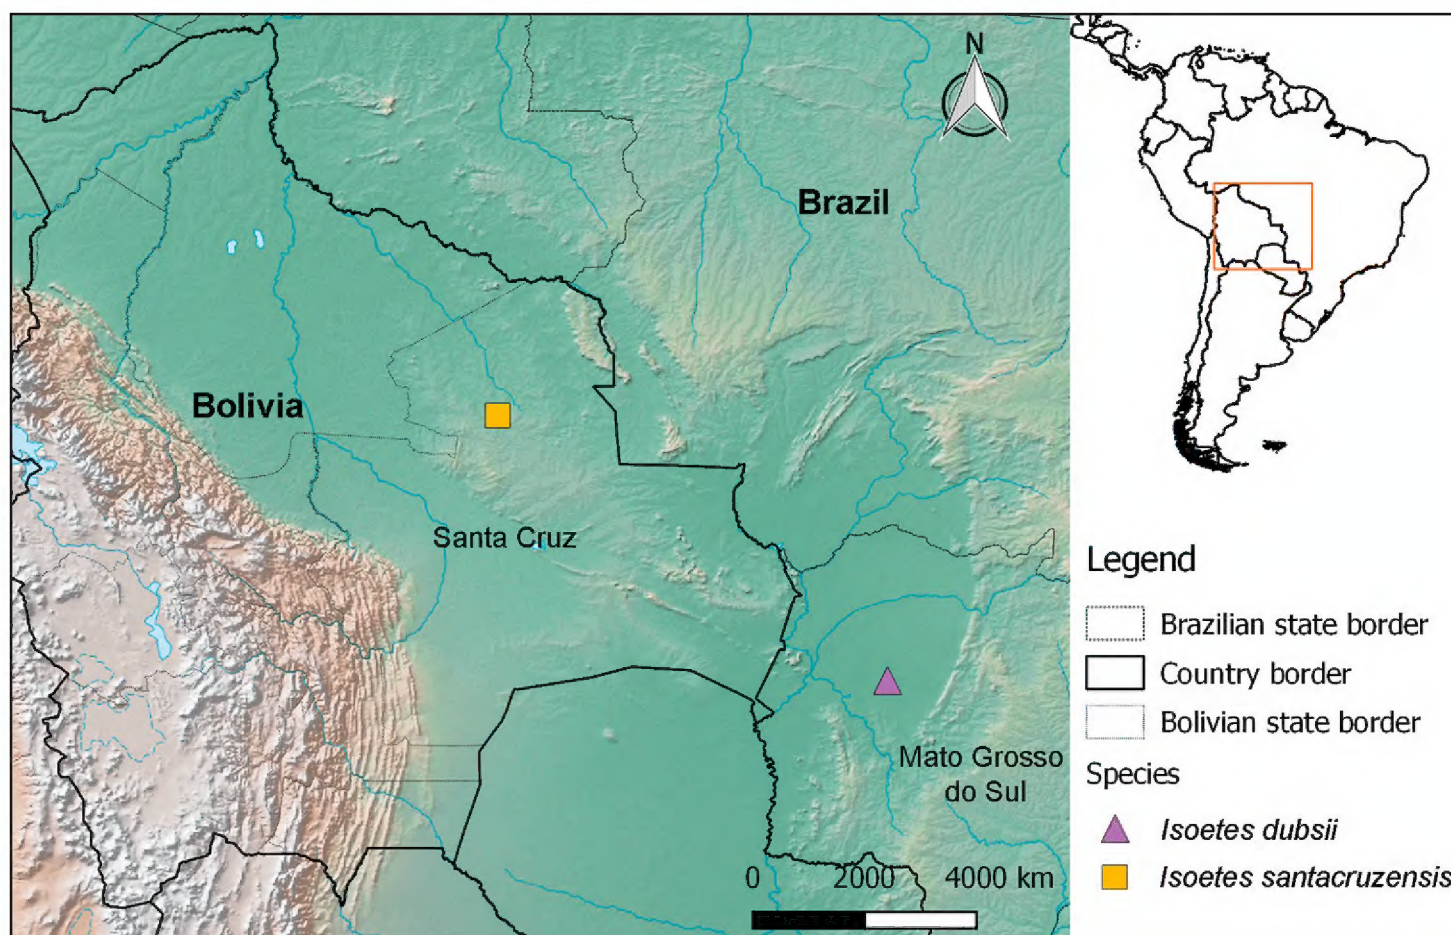 N
Brazil
Bolivia
Santa Cruz
Mato Grosso
do Sul
0 2000 4000 km
Legend
Brazilian state border
Country border
Bolivian state border
Species
Isoetes dubsii
Isoetes santacruzensis